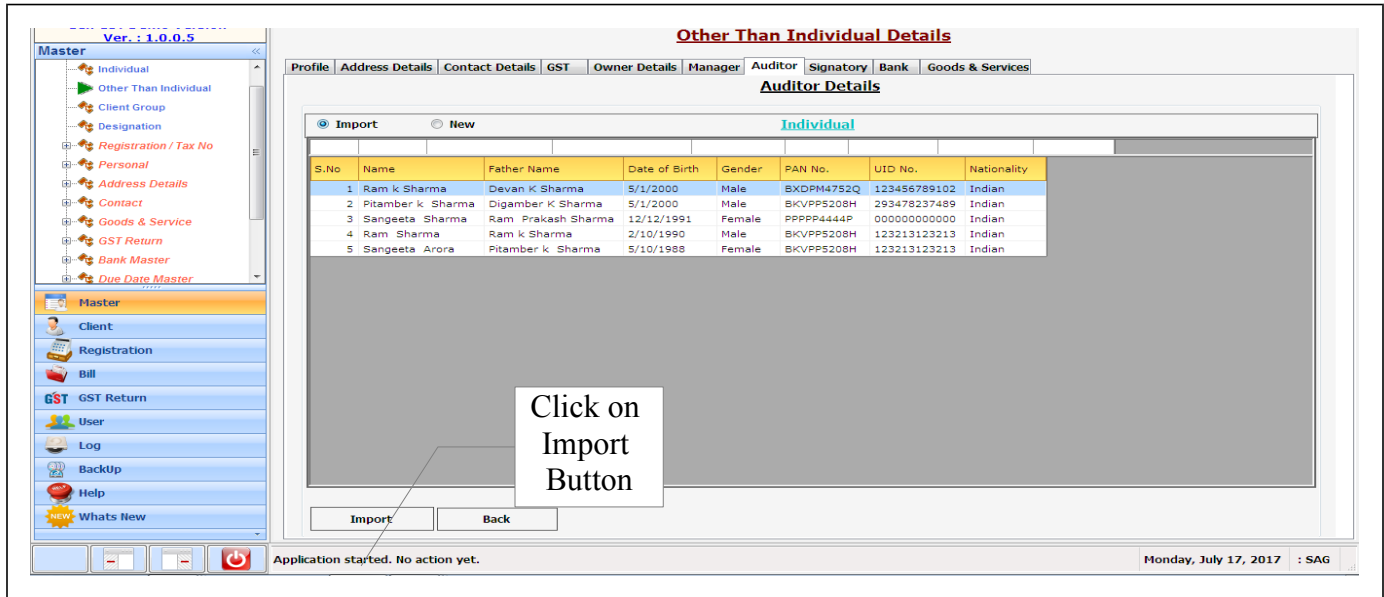 Ver. : 1.0.0.5
Master «
Individual
Other Than Individual
Client Group
Designation
Registration / Tax No
Personal
Address Details
Contact
Goods & Service
GST Return
Bank Master
Due Date Master
Master
Client
Registration
Bill
GST GST Return
User
Log
BackUp
Help
NEW Whats New
Other Than Individual Details
Profile Address Details Contact Details GST Owner Details Manager Auditor Signatory Bank Goods & Services
Auditor Details
Import New Individual
S.No Name Father Name Date of Birth Gender PAN No. UID No. Nationality
1 Ram k Sharma Devan K Sharma 5/1/2000 Male BXDPM4752Q 123456789102 Indian
2 Pitamber k Sharma Digamber K Sharma 5/1/2000 Male BKVPP5208H 293478237489 Indian
3 Sangeeta Sharma Ram Prakash Sharma 12/12/1991 Female PPPPP4444P 000000000000 Indian
4 Ram Sharma Ram k Sharma 2/10/1990 Male BKVPP5208H 123213123213 Indian
5 Sangeeta Arora Pitamber k Sharma 5/10/1988 Female BKVPP5208H 123213123213 Indian
Click on
Import
Button
Import Back
Application started. No action yet. Monday, July 17, 2017 : SAG